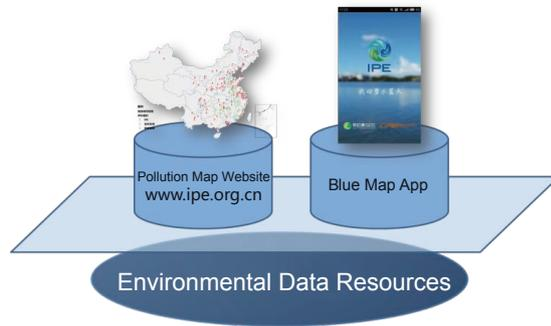 IPE
Pollution Map Website
www.ipe.org.cn
Blue Map App
Environmental Data Resources